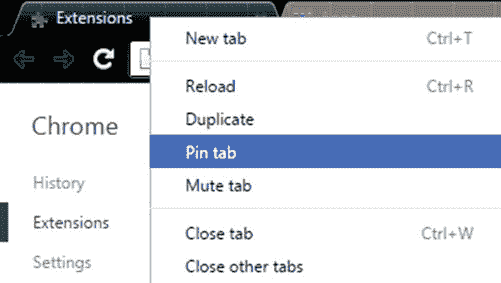 Extensions
New tab Ctrl+T
Reload Ctrl+R
Duplicate
Pin tab
Mute tab
Close tab Ctrl+W
Close other tabs
Chrome
History
Extensions
Settings